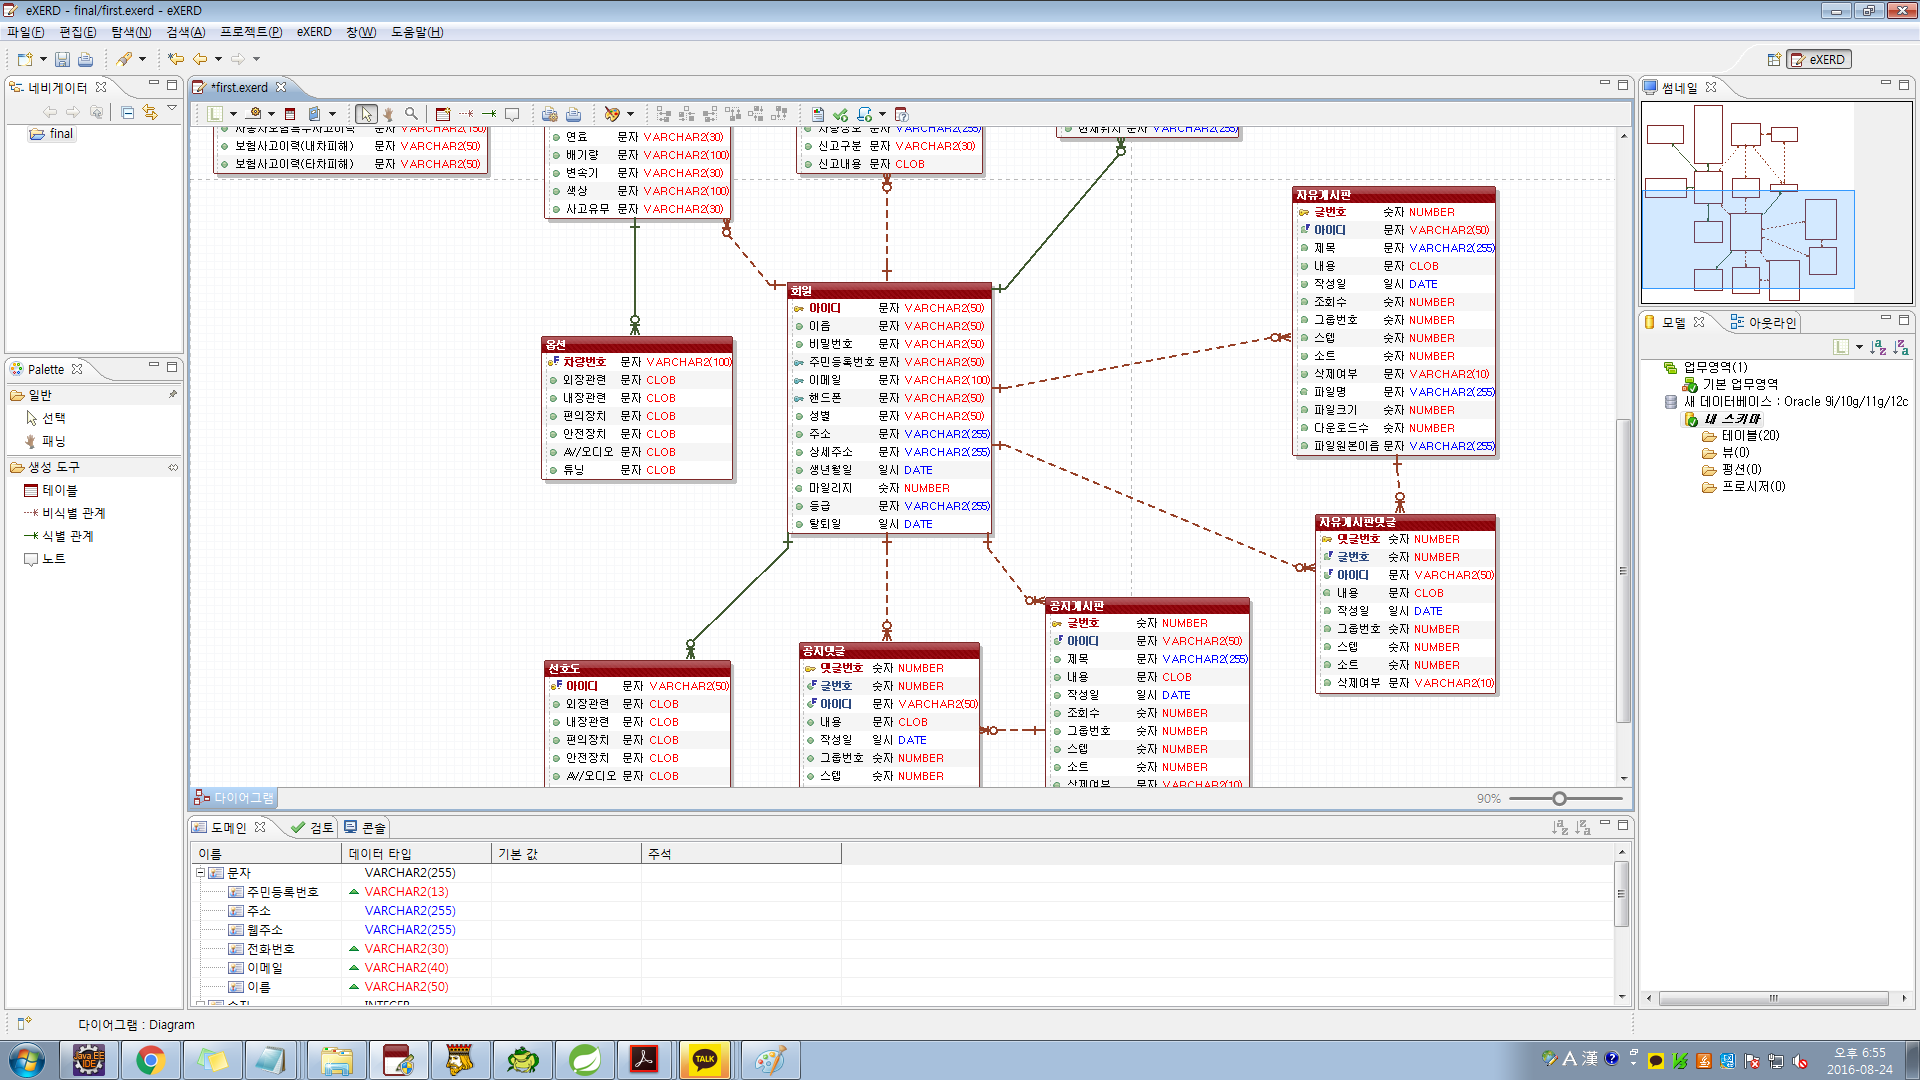 eXERD - final/first.exerd - eXERD
파일(F) 편집(E) 탐색(N) 검색(A) 프로젝트(P) eXERD 창(W) 도움말(H)
eXERD
네비게이터
final
*first.exerd
보험사고이력(내차피해) 문자 VARCHAR2(50)
보험사고이력(타차피해) 문자 VARCHAR2(50)
연료 문자 VARCHAR2(30)
배기량 문자 VARCHAR2(100)
변속기 문자 VARCHAR2(30)
색상 문자 VARCHAR2(100)
사고유무 문자 VARCHAR2(30)
차량정보 문자 VARCHAR2(255)
신고구분 문자 VARCHAR2(30)
신고내용 문자 CLOB
현재위치 문자 VARCHAR2(255)
자유게시판
글번호 숫자 NUMBER
아이디 문자 VARCHAR2(50)
제목 문자 VARCHAR2(255)
내용 문자 CLOB
작성일 일시 DATE
조회수 숫자 NUMBER
그룹번호 숫자 NUMBER
스텝 숫자 NUMBER
소트 숫자 NUMBER
삭제여부 문자 VARCHAR2(10)
파일명 문자 VARCHAR2(255)
파일크기 숫자 NUMBER
다운로드수 숫자 NUMBER
파일원본이름 문자 VARCHAR2(255)
회원
아이디 문자 VARCHAR2(50)
이름 문자 VARCHAR2(50)
비밀번호 문자 VARCHAR2(50)
주민등록번호 문자 VARCHAR2(50)
이메일 문자 VARCHAR2(100)
핸드폰 문자 VARCHAR2(50)
성별 문자 VARCHAR2(50)
주소 문자 VARCHAR2(255)
상세주소 문자 VARCHAR2(255)
생년월일 일시 DATE
마일리지 숫자 NUMBER
등급 문자 VARCHAR2(255)
탈퇴일 일시 DATE
옵션
차량번호 문자 VARCHAR2(100)
외장관련 문자 CLOB
내장관련 문자 CLOB
편의장치 문자 CLOB
안전장치 문자 CLOB
AV/오디오 문자 CLOB
튜닝 문자 CLOB
자유게시판댓글
댓글번호 숫자 NUMBER
글번호 숫자 NUMBER
아이디 문자 VARCHAR2(50)
내용 문자 CLOB
작성일 일시 DATE
그룹번호 숫자 NUMBER
스텝 숫자 NUMBER
소트 숫자 NUMBER
삭제여부 문자 VARCHAR2(10)
공지게시판
글번호 숫자 NUMBER
아이디 문자 VARCHAR2(50)
제목 문자 VARCHAR2(255)
내용 문자 CLOB
작성일 일시 DATE
조회수 숫자 NUMBER
그룹번호 숫자 NUMBER
스텝 숫자 NUMBER
소트 숫자 NUMBER
삭제여부 문자 VARCHAR2(10)
공지댓글
댓글번호 숫자 NUMBER
글번호 숫자 NUMBER
아이디 문자 VARCHAR2(50)
내용 문자 CLOB
작성일 일시 DATE
그룹번호 숫자 NUMBER
스텝 숫자 NUMBER
선호도
아이디 문자 VARCHAR2(50)
외장관련 문자 CLOB
내장관련 문자 CLOB
편의장치 문자 CLOB
안전장치 문자 CLOB
AV/오디오 문자 CLOB
다이어그램
90%
Palette
일반
선택
패닝
생성 도구
테이블
비식별 관계
식별 관계
노트
썸네일
모델 아웃라인
업무영역(1)
기본 업무영역
새 데이터베이스 : Oracle 9i/10g/11g/12c
내 스키마
테이블(20)
뷰(0)
펑션(0)
프로시저(0)
도메인 검토 콘솔
이름 데이터 타입 기본 값 주석
문자 VARCHAR2(255)
주민등록번호 VARCHAR2(13)
주소 VARCHAR2(255)
웹주소 VARCHAR2(255)
전화번호 VARCHAR2(30)
이메일 VARCHAR2(40)
이름 VARCHAR2(50)
숫자 INTEGER
다이어그램 : Diagram
Java EE IDE
TALK
A 漢
오후 6:55
2016-08-24